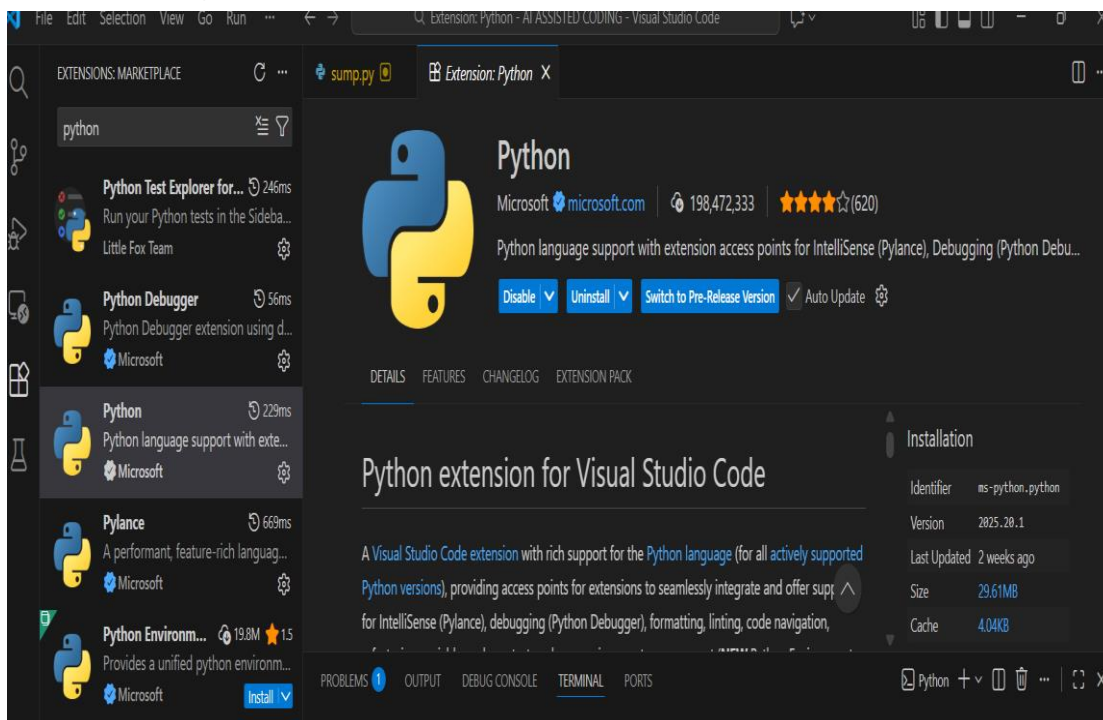 File Edit Selection View Go Run ···
Extension: Python - AI ASSISTED CODING - Visual Studio Code
EXTENSIONS: MARKETPLACE
python
Python Test Explorer for... 246ms
Run your Python tests in the Sideba...
Little Fox Team
Python Debugger 56ms
Python Debugger extension using d...
Microsoft
Python 229ms
Python language support with exte...
Microsoft
Pylance 669ms
A performant, feature-rich languag...
Microsoft
Python Environm... 19.8M 1.5
Provides a unified python environm...
Microsoft Install
sump.py
Extension: Python
Python
Microsoft microsoft.com 198,472,333 (620)
Python language support with extension access points for IntelliSense (Pylance), Debugging (Python Debu...
Disable Uninstall Switch to Pre-Release Version Auto Update
DETAILS FEATURES CHANGELOG EXTENSION PACK
Python extension for Visual Studio Code
A Visual Studio Code extension with rich support for the Python language (for all actively supported
Python versions), providing access points for extensions to seamlessly integrate and offer
for IntelliSense (Pylance), debugging (Python Debugger), formatting, linting, code navigation,
Installation
Identifier ms-python.python
Version 2025.20.1
Last Updated 2 weeks ago
Size 29.61MB
Cache 4.04KB
PROBLEMS 1 OUTPUT DEBUG CONSOLE TERMINAL PORTS
Python